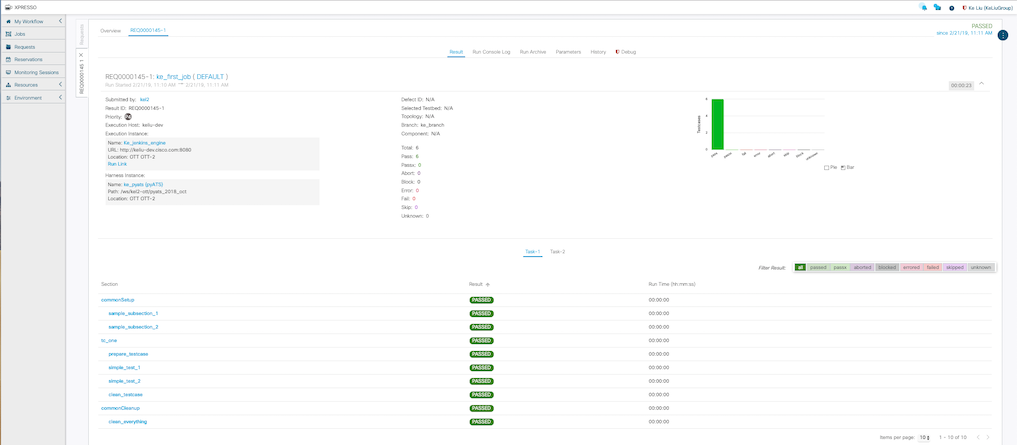 XPRESSO
Ke Liu (KeLiuGroup)
My Workflow
Jobs
Requests
Reservations
Monitoring Sessions
Resources
Environment
Requests
REQ0000145-1
Overview
REQ0000145-1
PASSED
since 2/21/19, 11:11 AM
Result
Run Console Log
Run Archive
Parameters
History
Debug
REQ0000145-1: ke_first_job ( DEFAULT )
Run Started 2/21/19, 11:10 AM — 2/21/19, 11:11 AM
00:00:23
Submitted by: kel2
Result ID: REQ0000145-1
Priority:
Execution Host: keliu-dev
Execution Instance:
Name: Ke_jenkins_engine
URL: http://keliu-dev.cisco.com:8080
Location: OTT OTT-2
Run Link
Harness Instance:
Name: ke_pyats (pyATS)
Path: /ws/kel2-ott/pyats_2018_oct
Location: OTT OTT-2
Defect ID: N/A
Selected Testbed: N/A
Topology: N/A
Branch: ke_branch
Component: N/A
Total: 6
Pass: 6
Passx: 0
Abort: 0
Block: 0
Error: 0
Fail: 0
Skip: 0
Unknown: 0
Testcases
Pie
Bar
Task-1
Task-2
Filter Result:
all
passed
passx
aborted
blocked
errored
failed
skipped
unknown
Section
Result
Run Time (hh:mm:ss)
commonSetup PASSED 00:00:00
sample_subsection_1 PASSED 00:00:00
sample_subsection_2 PASSED 00:00:00
tc_one PASSED 00:00:00
prepare_testcase PASSED 00:00:00
simple_test_1 PASSED 00:00:00
simple_test_2 PASSED 00:00:00
clean_testcase PASSED 00:00:00
commonCleanup PASSED 00:00:00
clean_everything PASSED 00:00:00
Items per page: 10
1 - 10 of 10